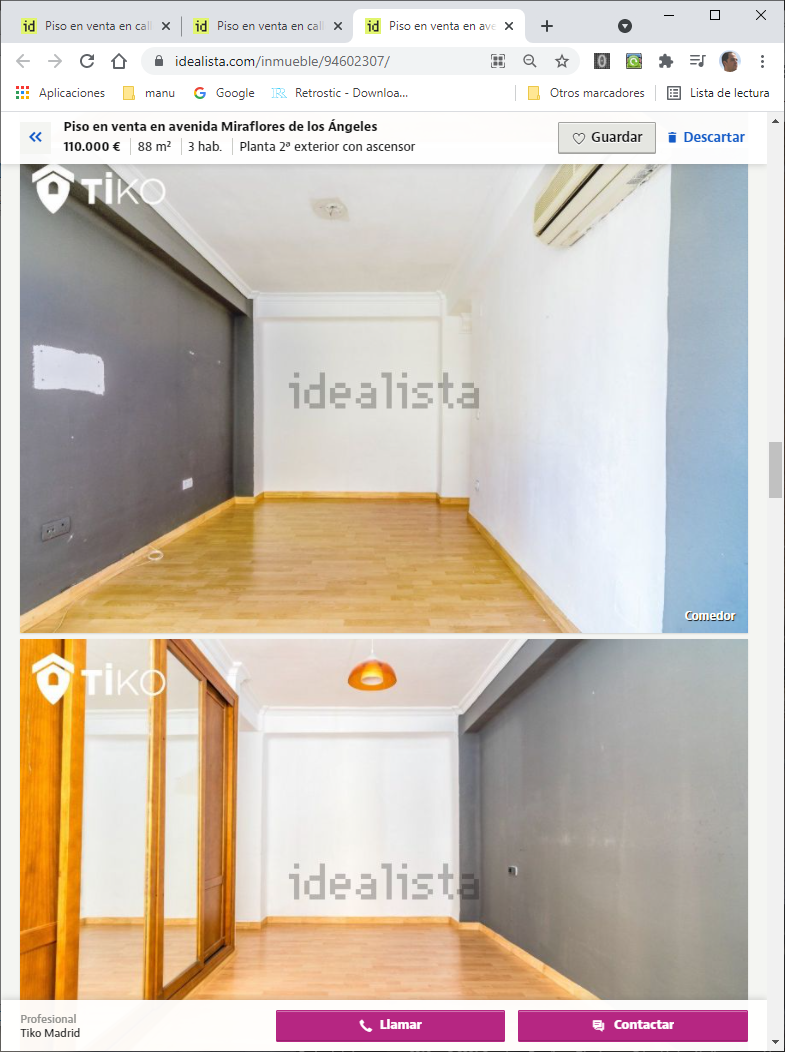 Piso en venta en call
Piso en venta en call
Piso en venta en ave
idealista.com/inmueble/94602307/
Aplicaciones
manu
Google
Retrostic - Downloa...
Otros marcadores
Lista de lectura
Piso en venta en avenida Miraflores de los Ángeles
110.000 € 88 m² 3 hab. Planta 2ª exterior con ascensor
Guardar
Descartar
TIKO
idealista
Comedor
TIKO
idealista
Profesional
Tiko Madrid
Llamar
Contactar